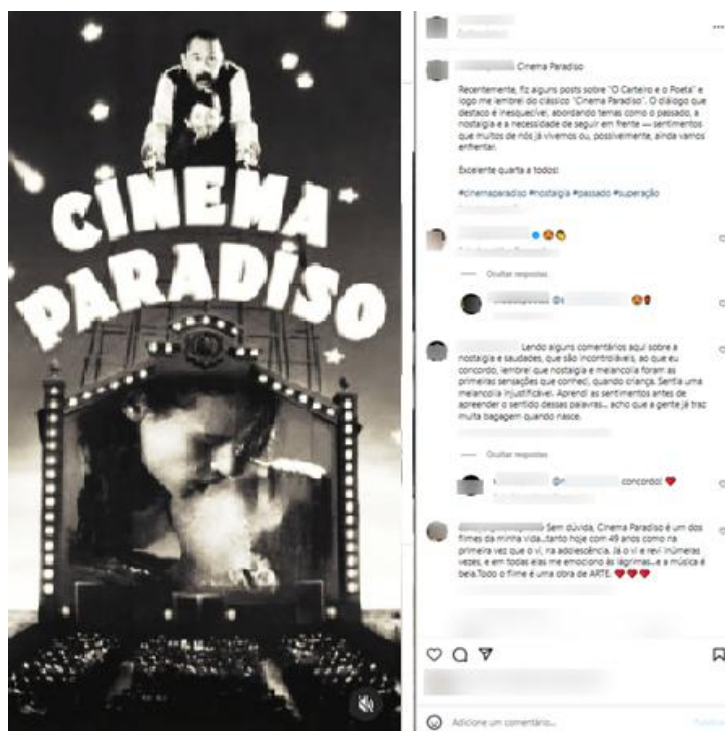 CINEMA
PARADISO
Cinema Paradiso
Recentemente, fiz alguns posts sobre "O Carteiro e o Poeta" e
logo me lembrei do clássico "Cinema Paradiso". O diálogo que
destaco é inesquecível, abordando temas como o passado, a
nostalgia e a necessidade de seguir em frente — sentimentos
que muitos de nós já vivemos ou, possivelmente, ainda vamos
enfrentar.
Excelente quarta a todos!
#cinemaparadiso #nostalgia #passado #superação
Ocultar respostas
Lendo alguns comentários aqui sobre a
nostalgia e saudades, que são incontroláveis, ao que eu
concordo, lembrei que nostalgia e melancolia foram as
primeiras sensações que conheci, quando criança. Sentia uma
melancolia injustificável. Aprendi as sentimentos antes de
apreender o sentido dessas palavras... acho que a gente já traz
muita bagagem quando nasce.
Ocultar respostas
concordo! ❤️
Sem dúvida, Cinema Paradiso é um dos
filmes da minha vida...tanto hoje com 49 anos como na
primeira vez que o vi, na adolescência. Já o vi e revi inúmeras
vezes, e em todas elas me emociono às lágrimas...e a música é
bela.Todo o filme é uma obra de ARTE. ❤️❤️❤️
Adicione um comentário...